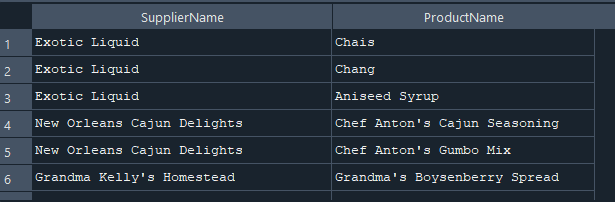 SupplierName ProductName
1 Exotic Liquid Chais
2 Exotic Liquid Chang
3 Exotic Liquid Aniseed Syrup
4 New Orleans Cajun Delights Chef Anton's Cajun Seasoning
5 New Orleans Cajun Delights Chef Anton's Gumbo Mix
6 Grandma Kelly's Homestead Grandma's Boysenberry Spread